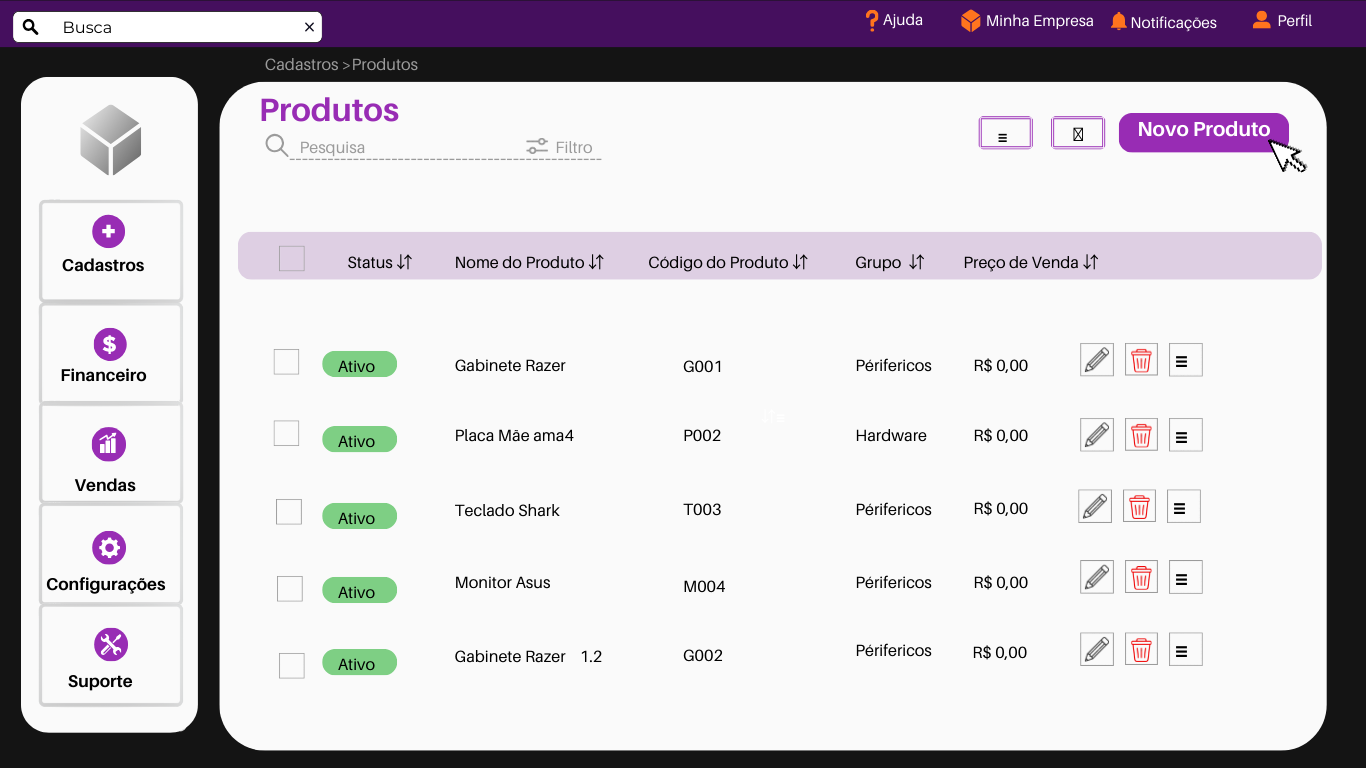 Busca
Ajuda
Minha Empresa
Notificações
Perfil
Cadastros >Produtos
Produtos
Pesquisa
Filtro
Novo Produto
Cadastros
Financeiro
Vendas
Configurações
Suporte
Status Nome do Produto Código do Produto Grupo Preço de Venda
Ativo Gabinete Razer G001 Périfericos R$ 0,00
Ativo Placa Mãe ama4 P002 Hardware R$ 0,00
Ativo Teclado Shark T003 Périfericos R$ 0,00
Ativo Monitor Asus M004 Périfericos R$ 0,00
Ativo Gabinete Razer 1.2 G002 Périfericos R$ 0,00